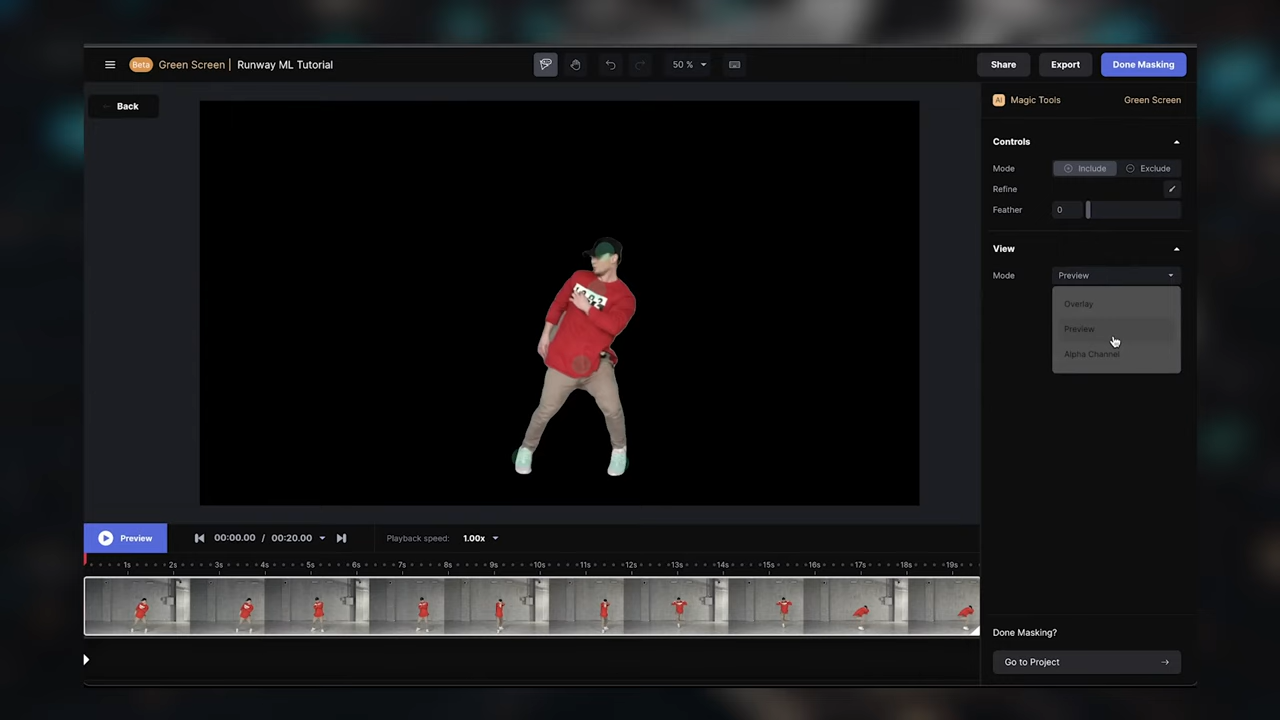 Beta Green Screen | Runway ML Tutorial
50 %
Share
Export
Done Masking
Back
AI Magic Tools
Green Screen
Controls
Mode
Include
Exclude
Refine
Feather
0
View
Mode
Preview
Overlay
Preview
Alpha Channel
Preview
00:00.00 / 00:20.00
Playback speed: 1.00x
1s 2s 3s 4s 5s 6s 7s 8s 9s 10s 11s 12s 13s 14s 15s 16s 17s 18s 19s
Done Masking?
Go to Project →